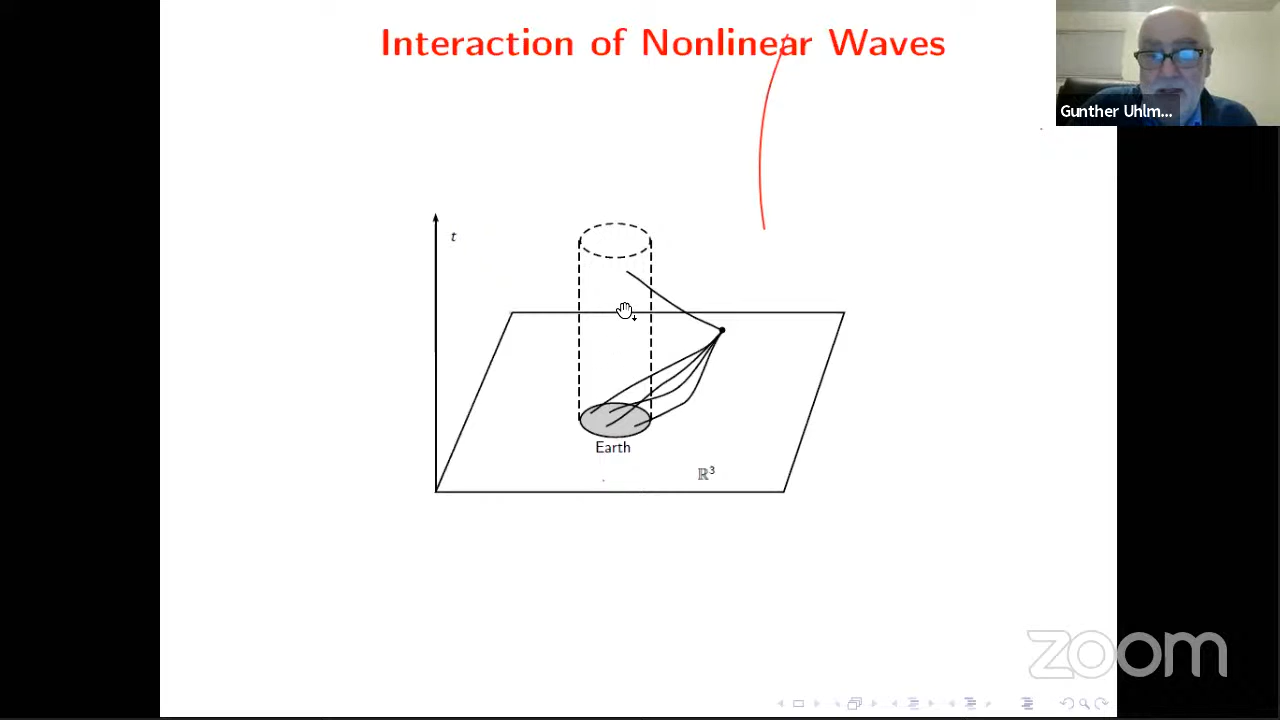 Interaction of Nonlinear Waves
Gunther Uhlm...
t
Earth
ℝ³
zoom